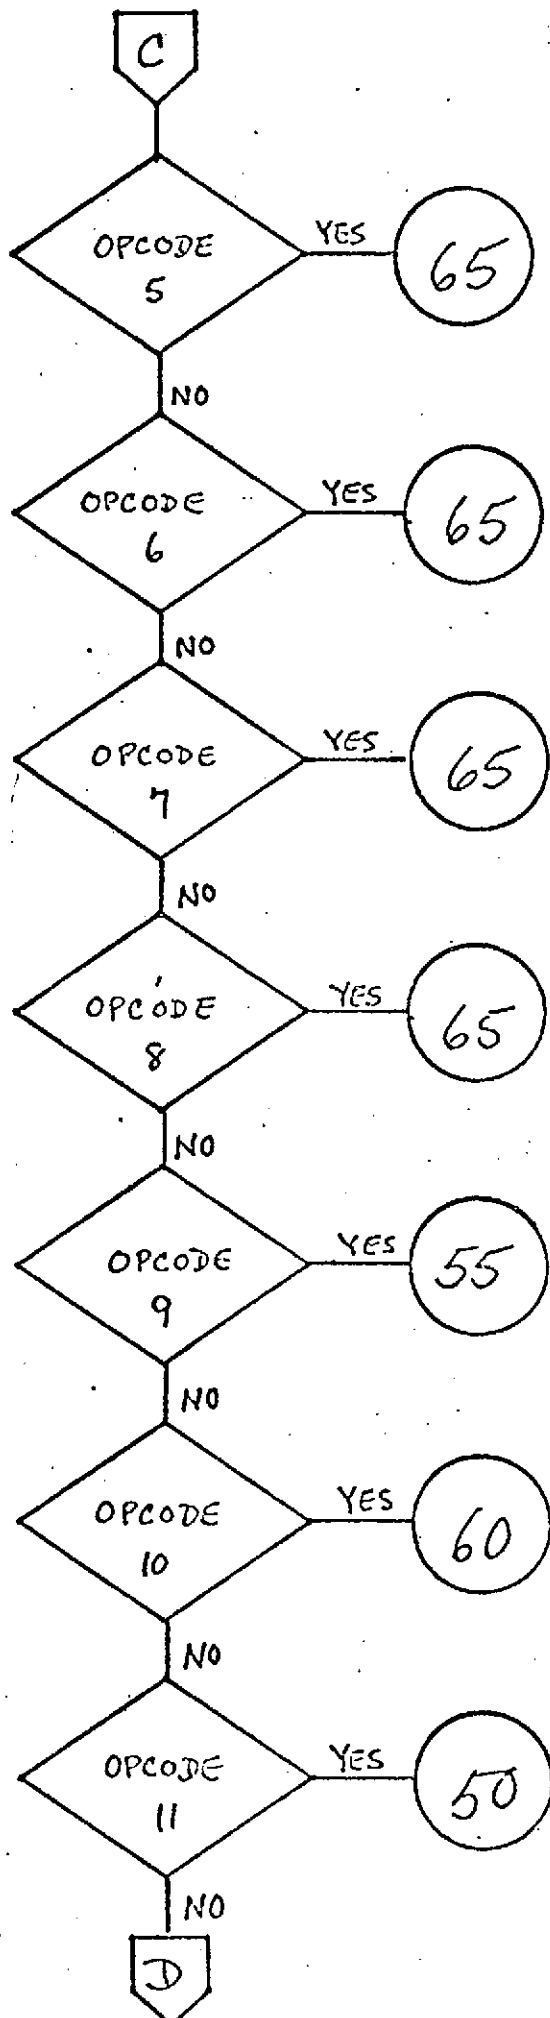 C
OPCODE
5
YES
65
NO
OPCODE
6
YES
65
NO
OPCODE
7
YES
65
NO
OPCODE
8
YES
65
NO
OPCODE
9
YES
55
NO
OPCODE
10
YES
60
NO
OPCODE
11
YES
50
NO
D